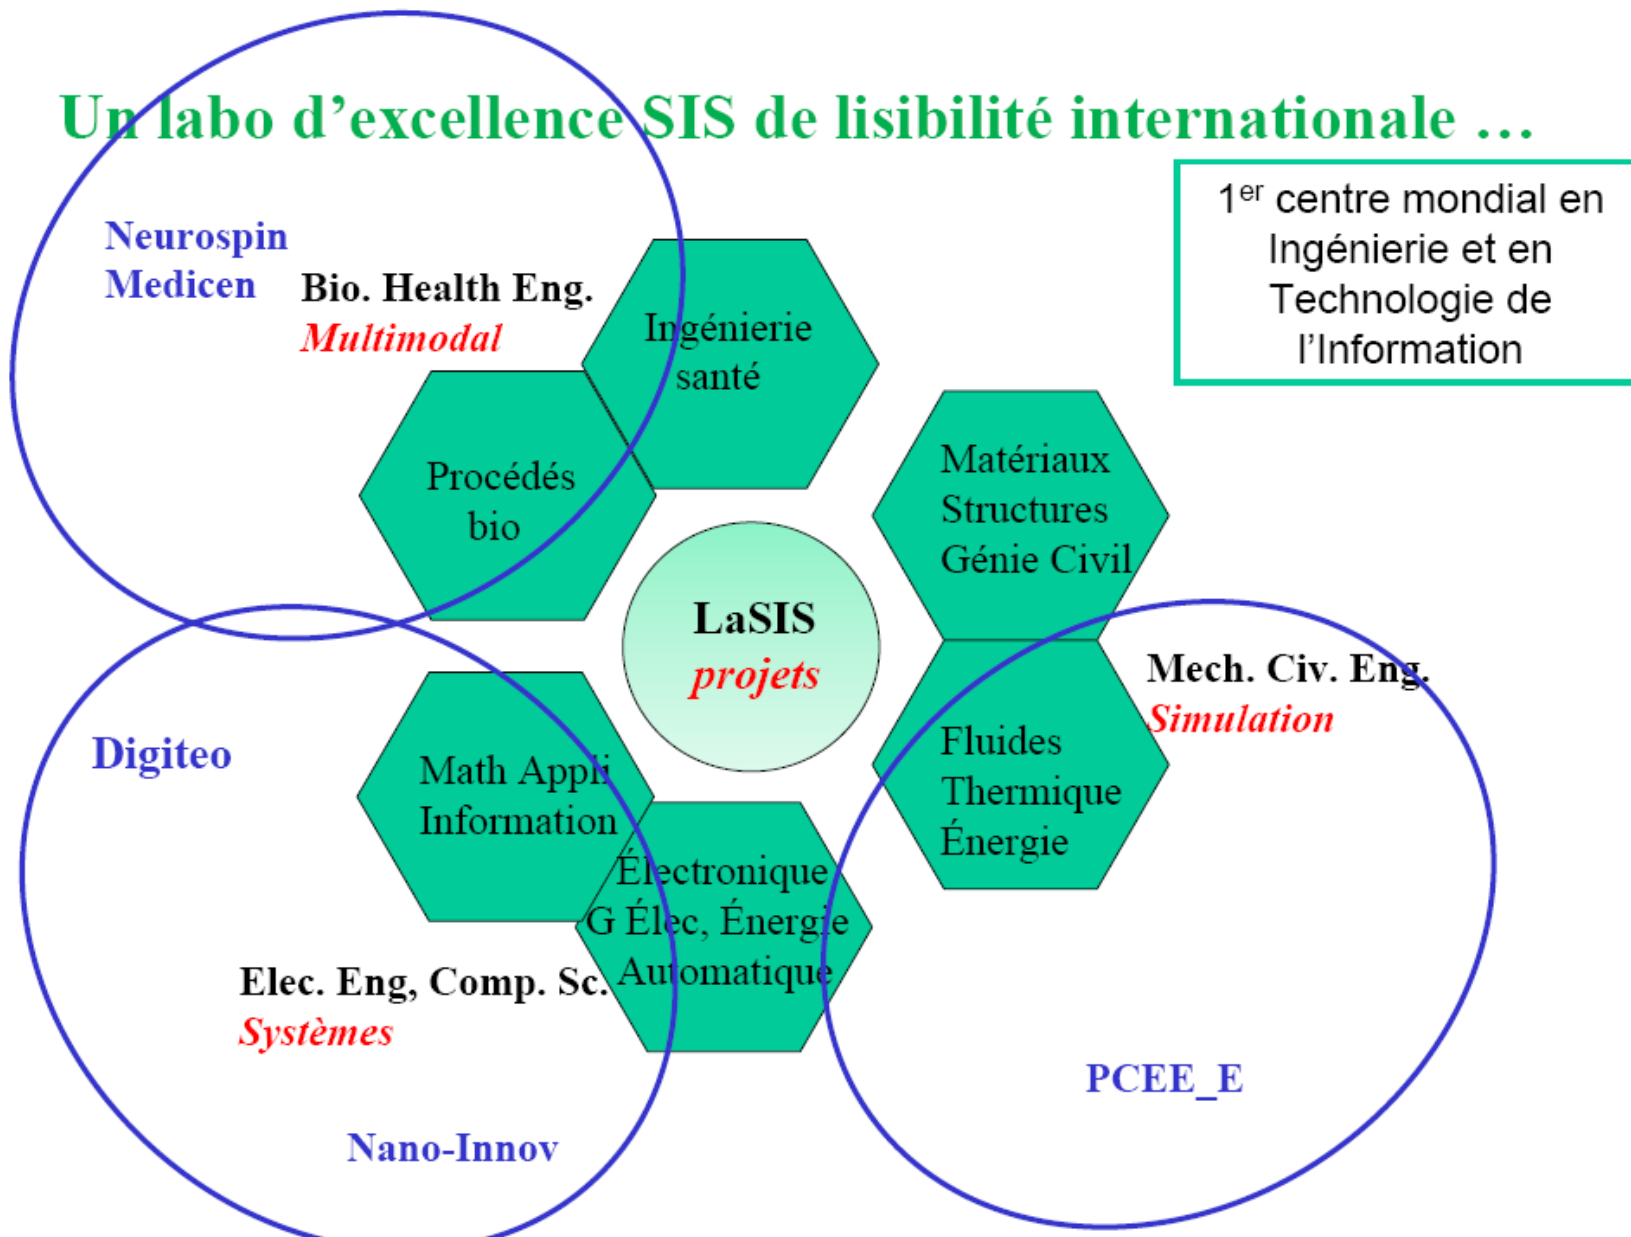 Un labo d’excellence SIS de lisibilité internationale …
1er centre mondial en
Ingénierie et en
Technologie de
l’Information
Neurospin
Medicen
Bio. Health Eng.
Multimodal
Ingénierie
santé
Procédés
bio
Matériaux
Structures
Génie Civil
LaSIS
projets
Mech. Civ. Eng.
Simulation
Fluides
Thermique
Énergie
Digiteo
Math Appli
Information
Électronique
G Élec, Énergie
Automatique
Elec. Eng, Comp. Sc.
Systèmes
PCEE_E
Nano-Innov